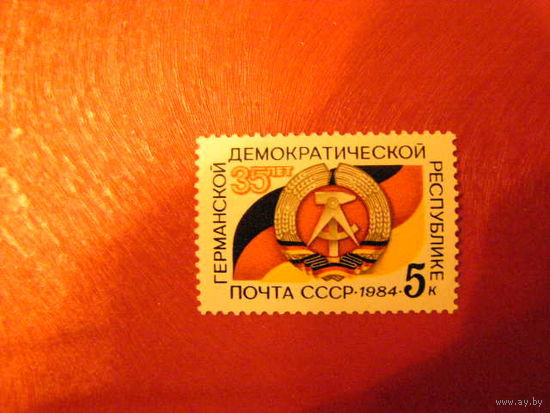 35 ЛЕТ
ГЕРМАНСКОЙ
ДЕМОКРАТИЧЕСКОЙ
РЕСПУБЛИКЕ
ПОЧТА СССР·1984·5к
www.ay.by